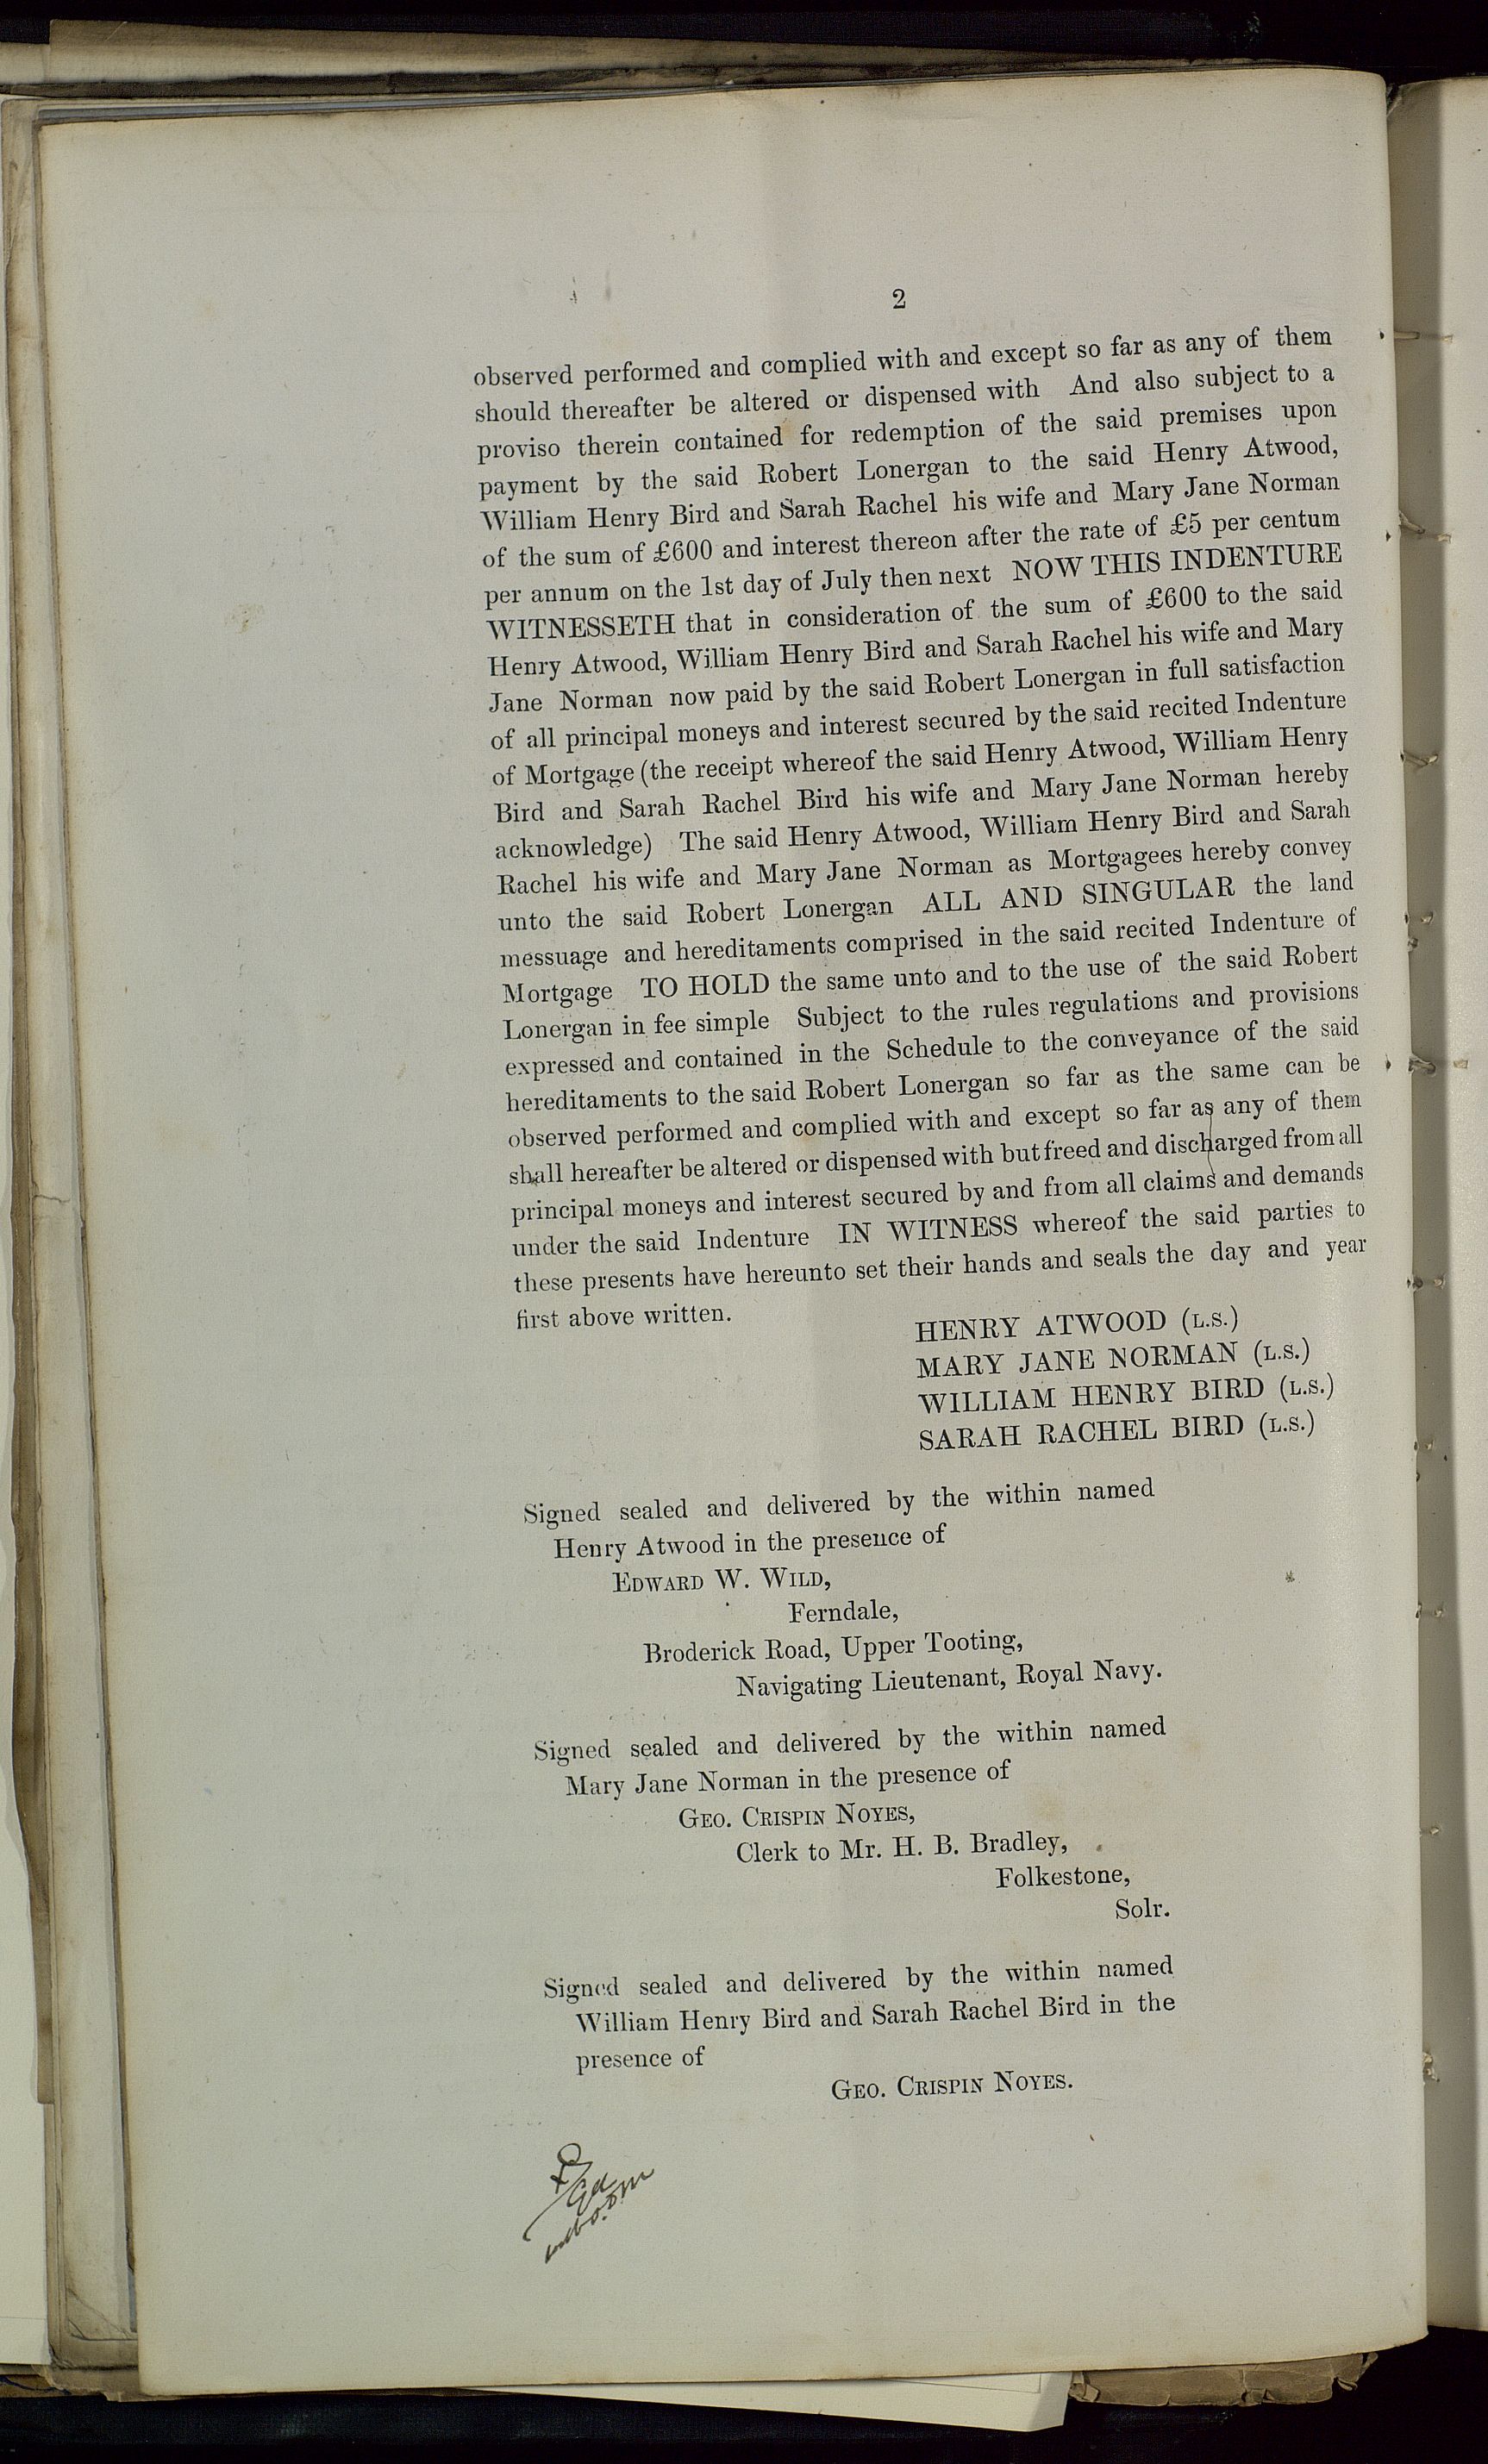 2
observed performed and complied with and except so far as any of them
should thereafter be altered or dispensed with And also subject to a
proviso therein contained for redemption of the said premises upon
payment by the said Robert Lonergan to the said Henry Atwood,
William Henry Bird and Sarah Rachel his wife and Mary Jane Norman
of the sum of £600 and interest thereon after the rate of £5 per centum
per annum on the 1st day of July then next NOW THIS INDENTURE
WITNESSETH that in consideration of the sum of £600 to the said
Henry Atwood, William Henry Bird and Sarah Rachel his wife and Mary
Jane Norman now paid by the said Robert Lonergan in full satisfaction
of all principal moneys and interest secured by the said recited Indenture
of Mortgage (the receipt whereof the said Henry Atwood, William Henry
Bird and Sarah Rachel Bird his wife and Mary Jane Norman hereby
acknowledge) The said Henry Atwood, William Henry Bird and Sarah
Rachel his wife and Mary Jane Norman as Mortgagees hereby convey
unto the said Robert Lonergan ALL AND SINGULAR the land
messuage and hereditaments comprised in the said recited Indenture of
Mortgage TO HOLD the same unto and to the use of the said Robert
Lonergan in fee simple Subject to the rules regulations and provisions
expressed and contained in the Schedule to the conveyance of the said
hereditaments to the said Robert Lonergan so far as the same can be
observed performed and complied with and except so far as any of them
shall hereafter be altered or dispensed with but freed and discharged from all
principal moneys and interest secured by and from all claims and demands
under the said Indenture IN WITNESS whereof the said parties to
these presents have hereunto set their hands and seals the day and year
first above written.
HENRY ATWOOD (L.S.)
MARY JANE NORMAN (L.S.)
WILLIAM HENRY BIRD (L.S.)
SARAH RACHEL BIRD (L.S.)
Signed sealed and delivered by the within named
Henry Atwood in the presence of
EDWARD W. WILD,
Ferndale,
Broderick Road, Upper Tooting,
Navigating Lieutenant, Royal Navy.
Signed sealed and delivered by the within named
Mary Jane Norman in the presence of
GEO. CRISPIN NOYES,
Clerk to Mr. H. B. Bradley,
Folkestone,
Solr.
Signed sealed and delivered by the within named
William Henry Bird and Sarah Rachel Bird in the
presence of
GEO. CRISPIN NOYES.